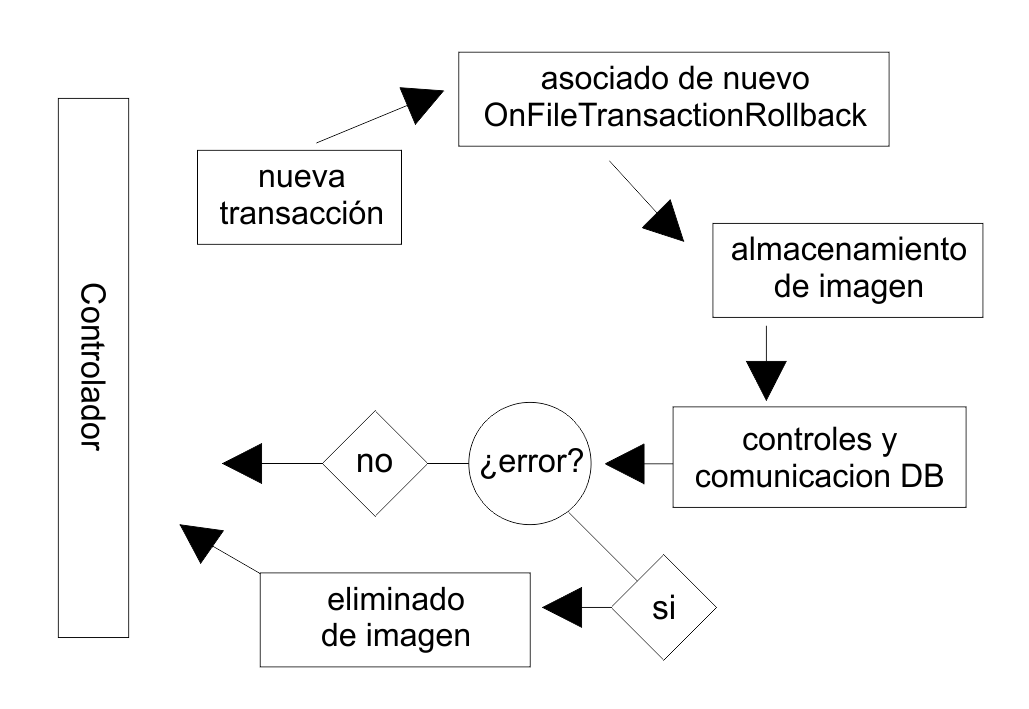 asociado de nuevo
OnFileTransactionRollback
nueva
transacción
almacenamiento
de imagen
Controlador
controles y
comunicacion DB
¿error?
no
si
eliminado
de imagen